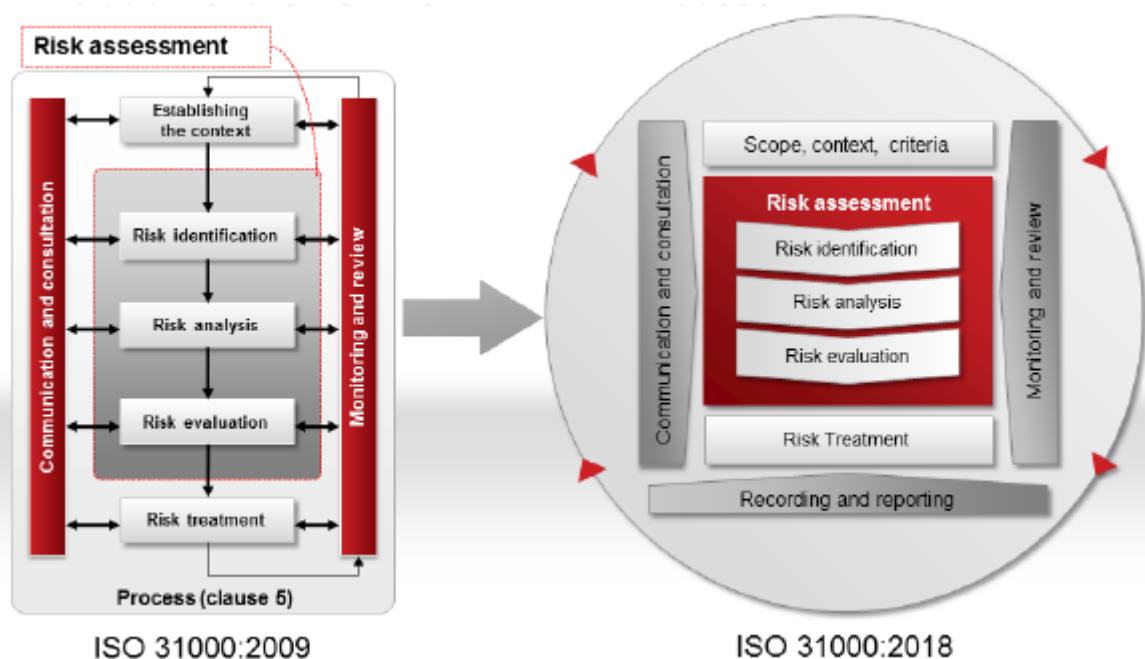 Risk assessment
Establishing
the context
Risk identification
Risk analysis
Risk evaluation
Risk treatment
Communication and consultation
Monitoring and review
Process (clause 5)
ISO 31000:2009
Scope, context, criteria
Risk assessment
Risk identification
Risk analysis
Risk evaluation
Risk Treatment
Communication and consultation
Monitoring and review
Recording and reporting
ISO 31000:2018